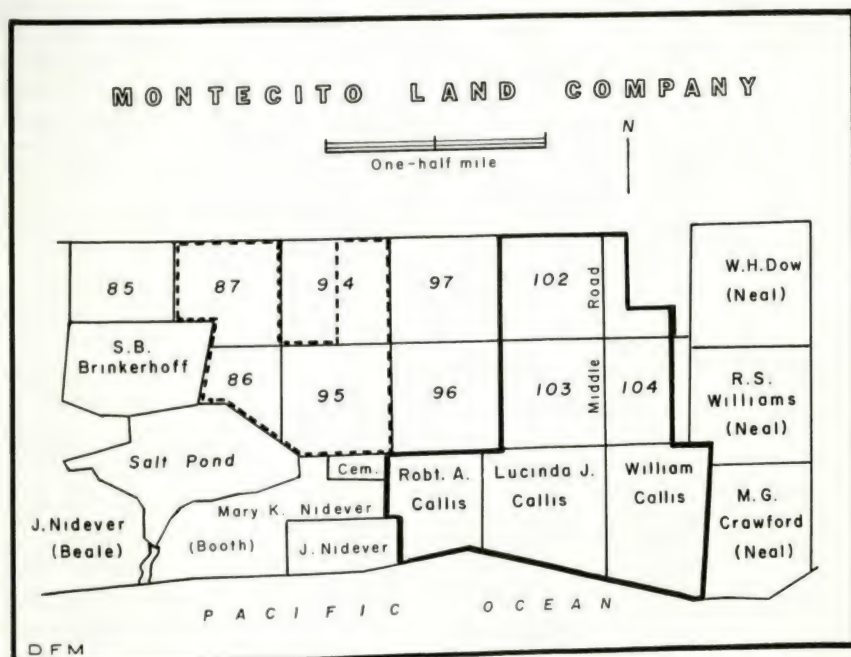 MONTECITO LAND COMPANY
One-half mile
N
85
87
9 4
97
102
Road
W.H.Dow
(Neal)
S.B.
Brinkerhoff
86
95
96
103
Middle
104
R.S.
Williams
(Neal)
Salt Pond
Cem.
Robt. A.
Callis
Lucinda J.
Callis
William
Callis
M.G.
Crawford
(Neal)
J. Nidever
(Beale)
Mary K. Nidever
(Booth)
J. Nidever
PACIFIC OCEAN
DFM